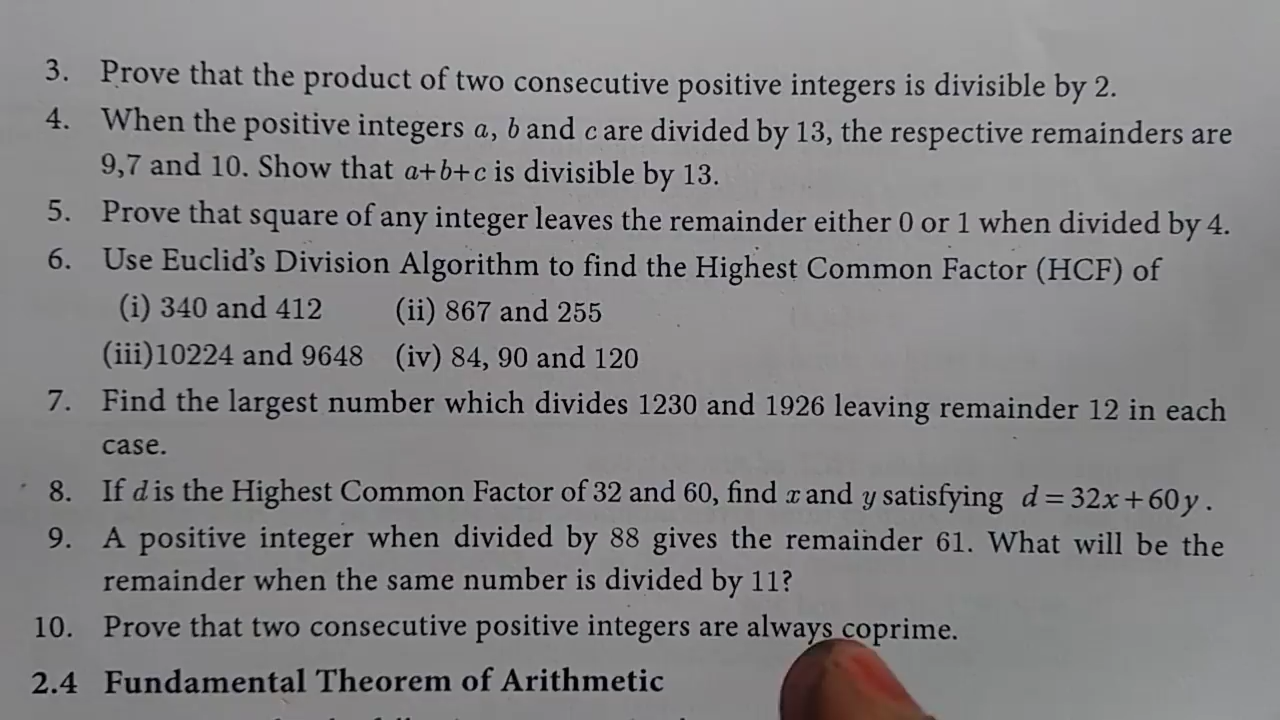 3. Prove that the product of two consecutive positive integers is divisible by 2.
4. When the positive integers a, b and c are divided by 13, the respective remainders are
9,7 and 10. Show that a+b+c is divisible by 13.
5. Prove that square of any integer leaves the remainder either 0 or 1 when divided by 4.
6. Use Euclid's Division Algorithm to find the Highest Common Factor (HCF) of
(i) 340 and 412 (ii) 867 and 255
(iii)10224 and 9648 (iv) 84, 90 and 120
7. Find the largest number which divides 1230 and 1926 leaving remainder 12 in each
case.
8. If d is the Highest Common Factor of 32 and 60, find x and y satisfying d = 32x + 60y .
9. A positive integer when divided by 88 gives the remainder 61. What will be the
remainder when the same number is divided by 11?
10. Prove that two consecutive positive integers are always coprime.
2.4 Fundamental Theorem of Arithmetic